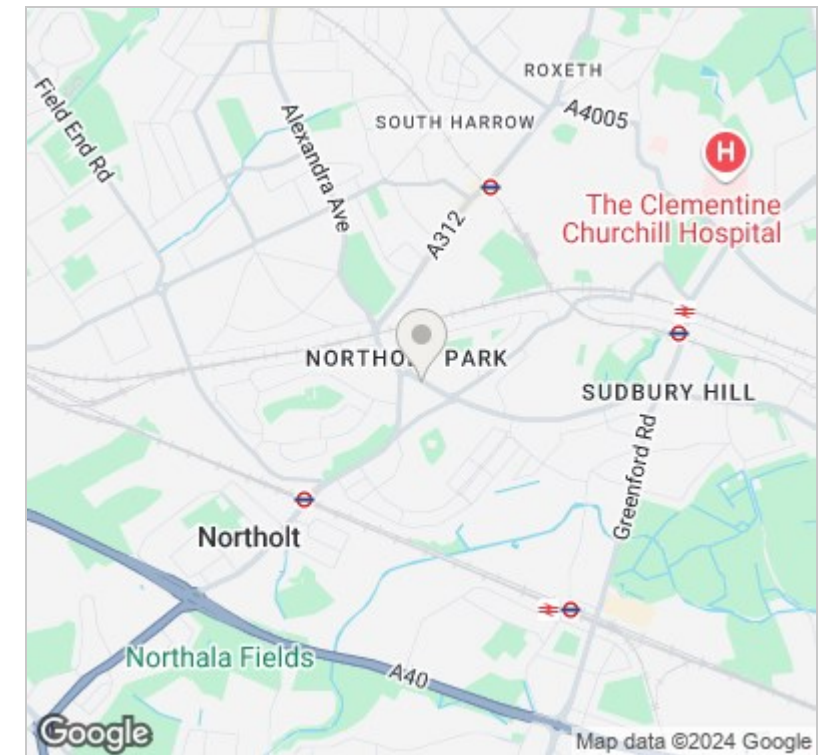 ROXETH
A4005
SOUTH HARROW
Field End Rd
Alexandra Ave
H
The Clementine
Churchill Hospital
A312
PARK
SUDBURY HILL
Greenford Rd
Northolt
Northala Fields
A40
Google
Map data ©2024 Google